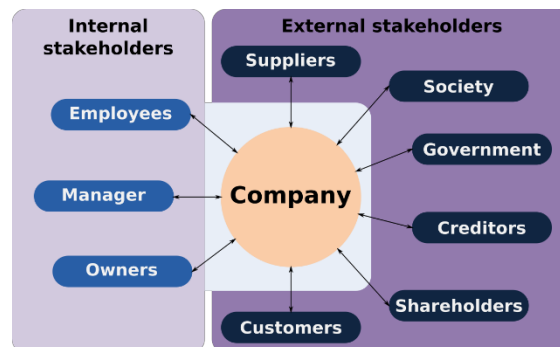 Internal
stakeholders
External stakeholders
Suppliers
Employees
Society
Manager
Company
Government
Owners
Creditors
Customers
Shareholders